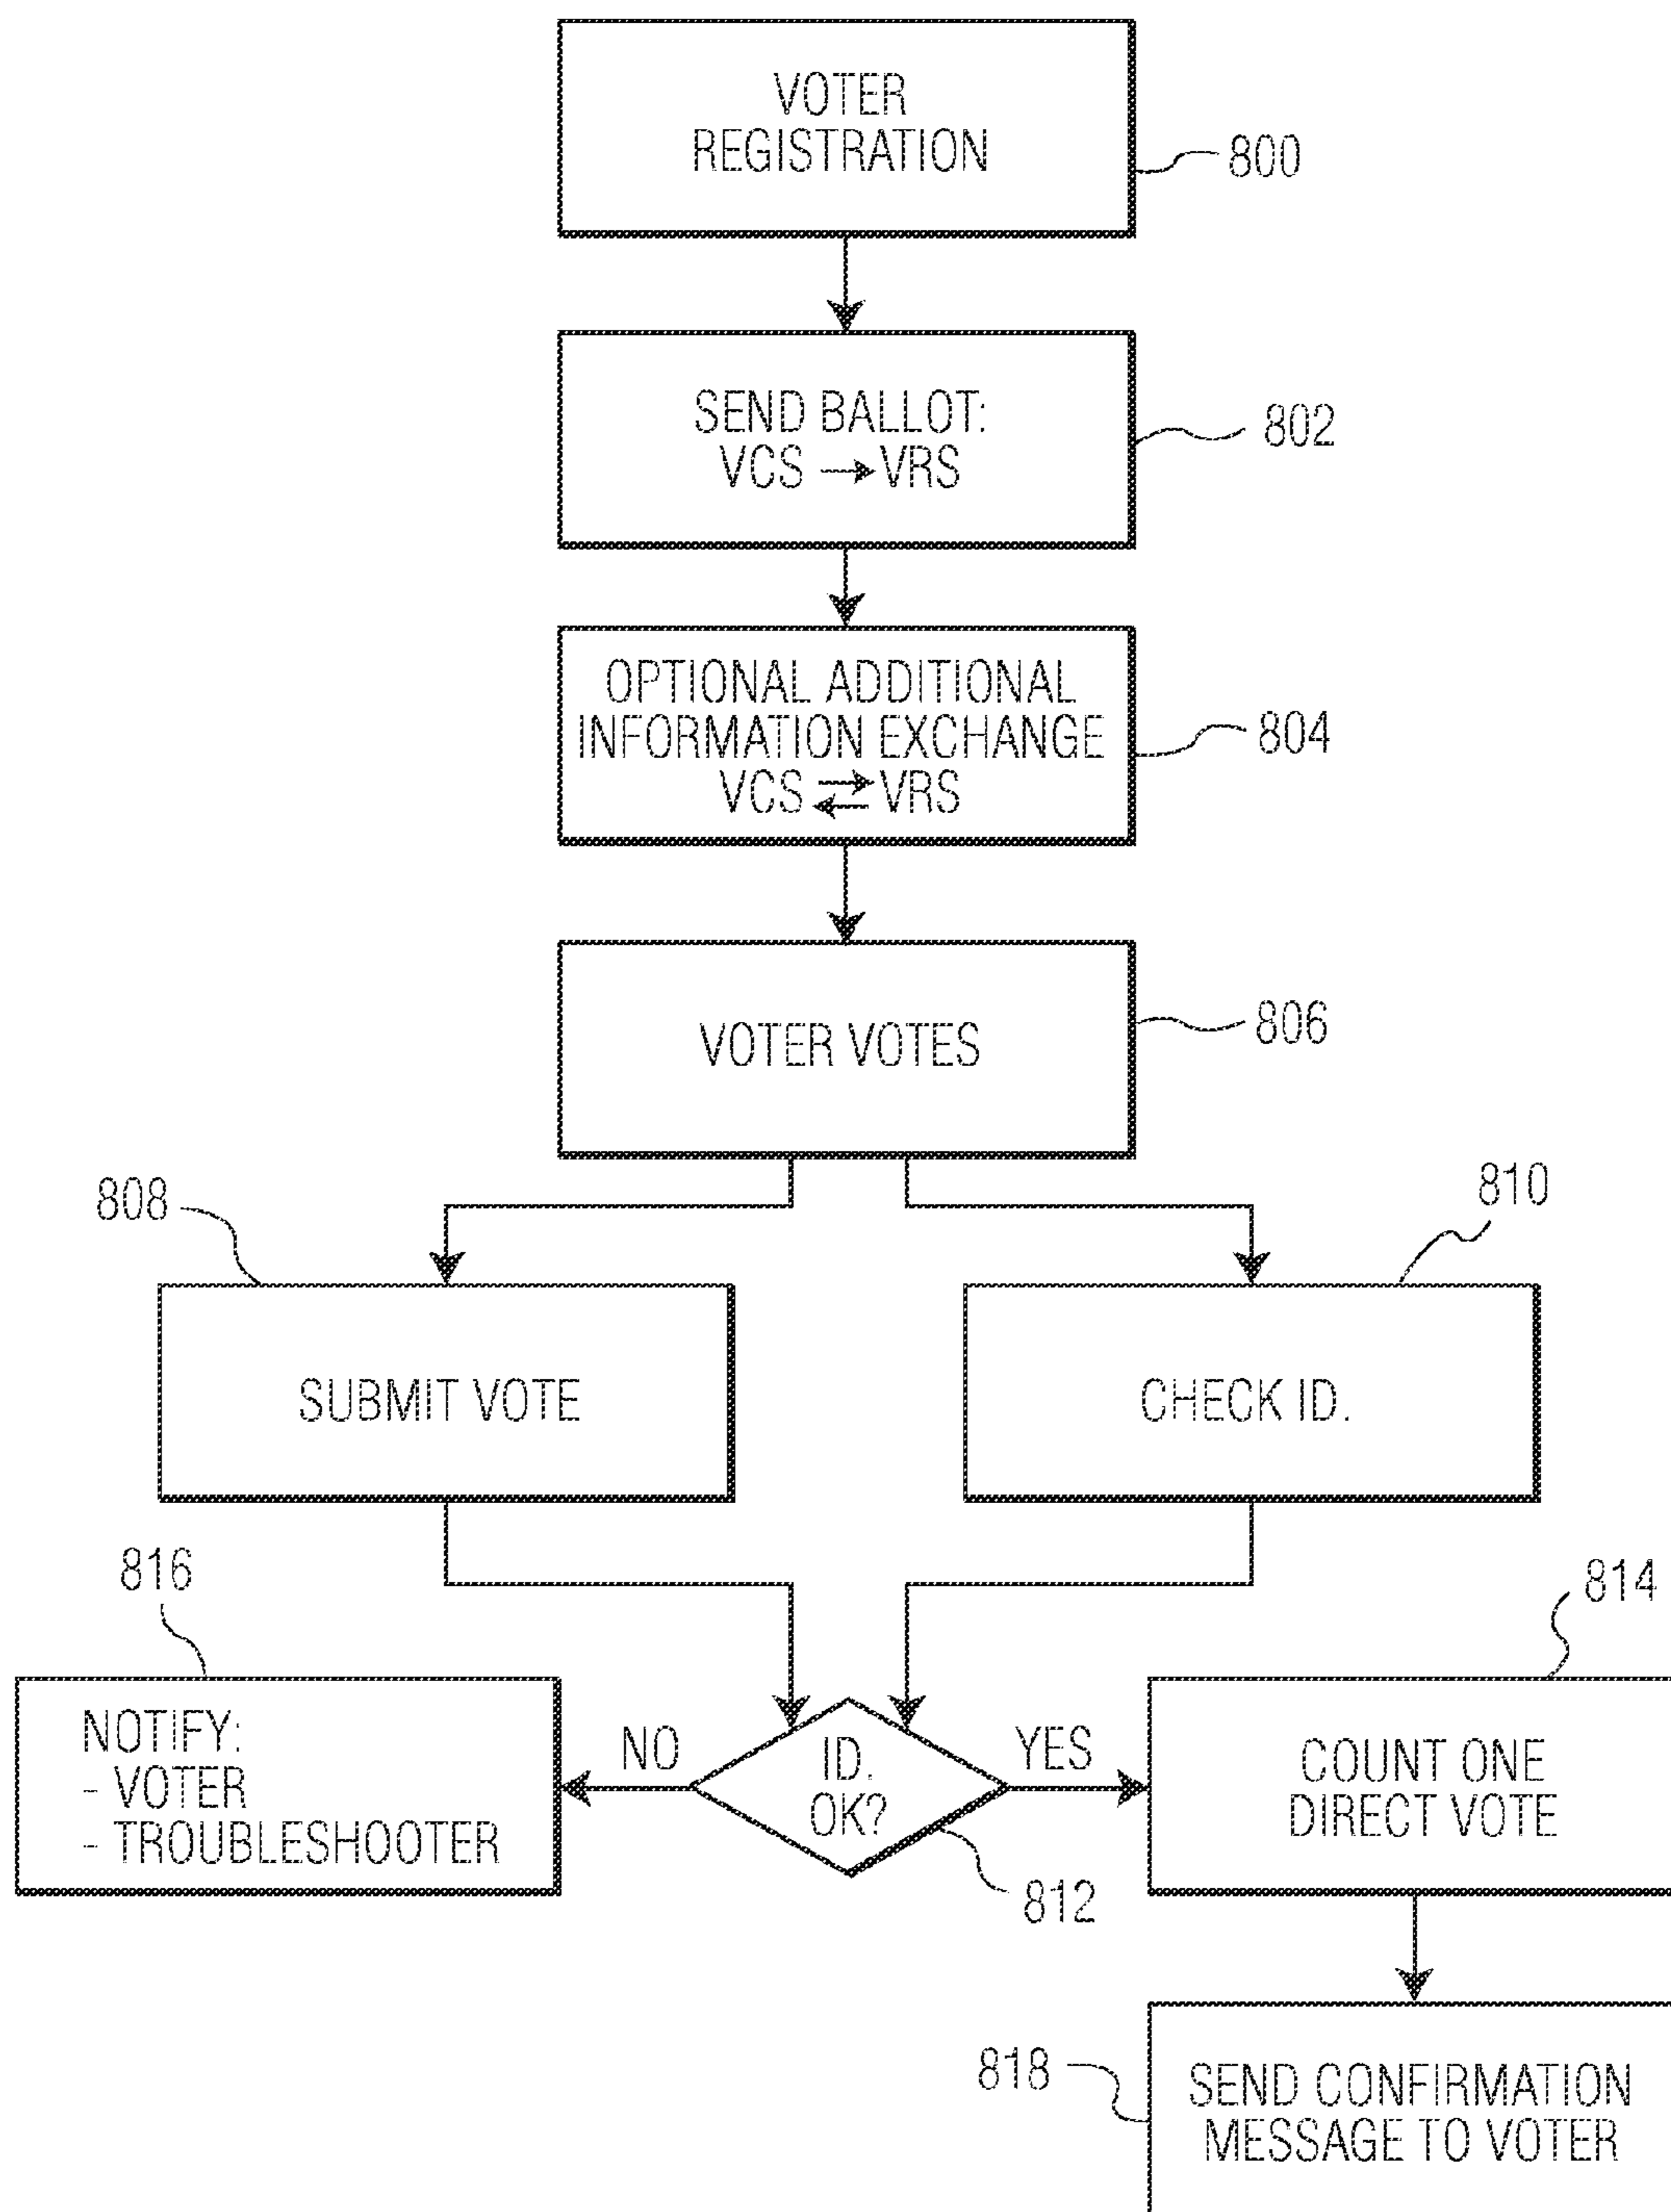 VOTER
REGISTRATION
800
SEND BALLOT:
VCS → VRS
802
OPTIONAL ADDITIONAL
INFORMATION EXCHANGE
VCS ⇄ VRS
804
VOTER VOTES
806
808
810
SUBMIT VOTE
CHECK ID.
816
814
NOTIFY:
- VOTER
- TROUBLESHOOTER
NO
ID.
OK?
YES
812
COUNT ONE
DIRECT VOTE
818
SEND CONFIRMATION
MESSAGE TO VOTER